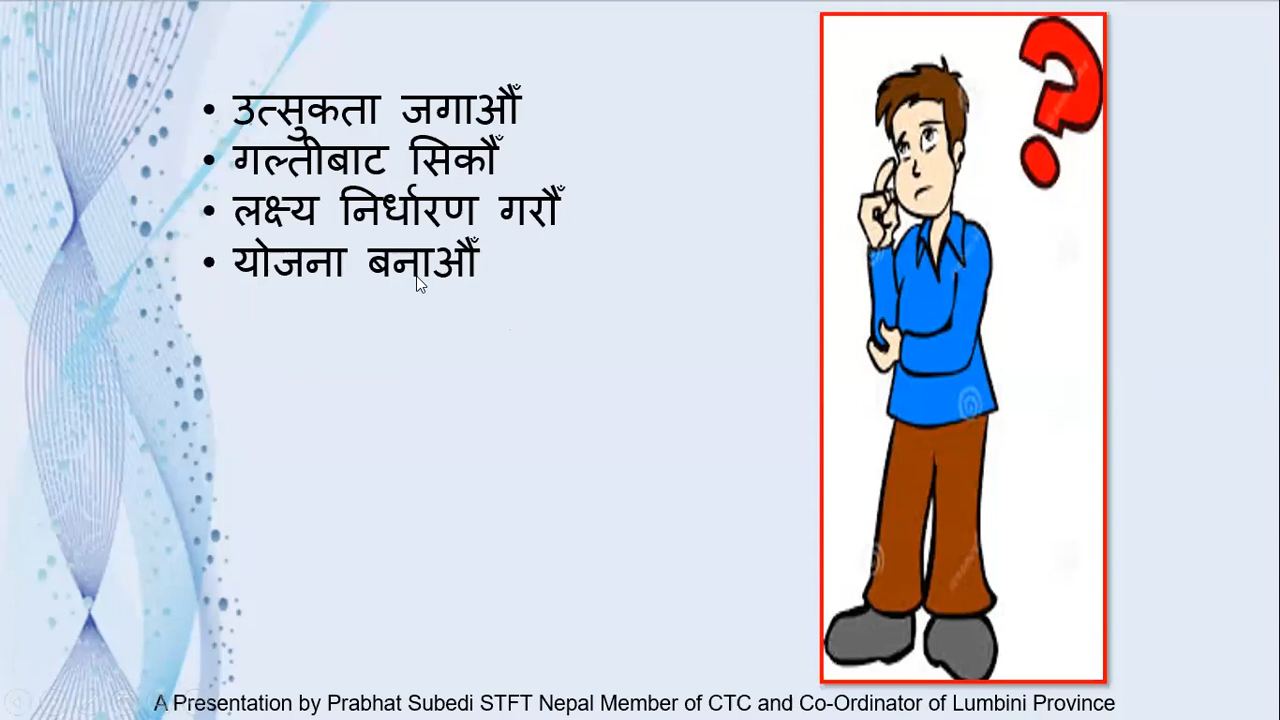 • उत्सुकता जगाऔँ
• गल्तीबाट सिकौँ
• लक्ष्य निर्धारण गरौँ
• योजना बनाऔँ
?
A Presentation by Prabhat Subedi STFT Nepal Member of CTC and Co-Ordinator of Lumbini Province